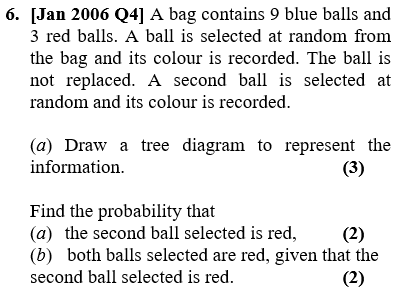 6. [Jan 2006 Q4] A bag contains 9 blue balls and
3 red balls. A ball is selected at random from
the bag and its colour is recorded. The ball is
not replaced. A second ball is selected at
random and its colour is recorded.
(a) Draw a tree diagram to represent the
information. (3)
Find the probability that
(a) the second ball selected is red, (2)
(b) both balls selected are red, given that the
second ball selected is red. (2)